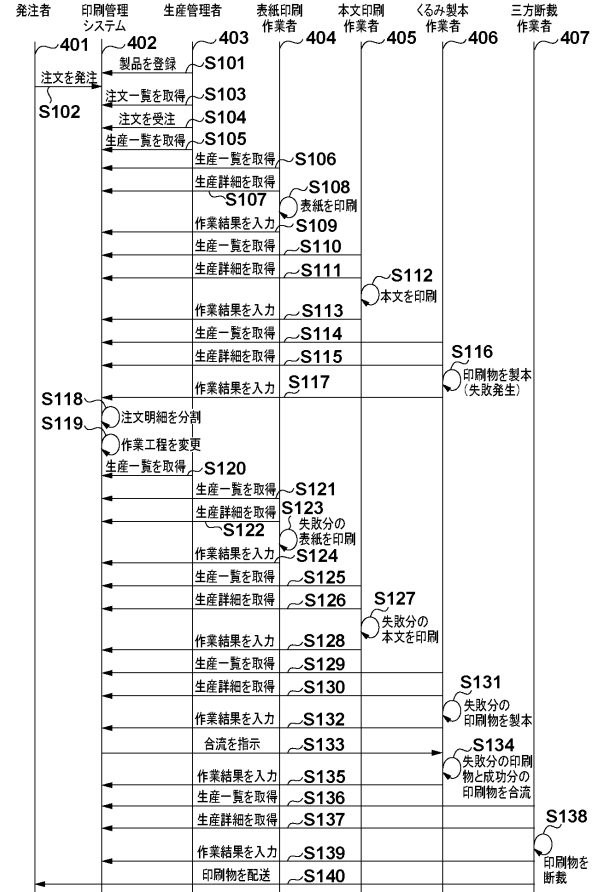 発注者 印刷管理 生産管理者 表紙印刷 本文印刷 くるみ製本 三方断裁
システム 作業者 作業者 作業者 作業者
401 402 403 404 405 406 407
製品を登録 S101
注文を発注
S102
注文一覧を取得 S103
注文を受注 S104
生産一覧を取得 S105
生産一覧を取得 S106
生産詳細を取得
S107
S108
表紙を印刷
作業結果を入力 S109
生産一覧を取得 S110
生産詳細を取得 S111
S112
本文を印刷
作業結果を入力 S113
生産一覧を取得 S114
生産詳細を取得 S115
S116
印刷物を製本
(失敗発生)
作業結果を入力 S117
S118
注文明細を分割
S119
作業工程を変更
生産一覧を取得 S120
生産一覧を取得 S121
生産詳細を取得
S122
S123
失敗分の
表紙を印刷
作業結果を入力 S124
生産一覧を取得 S125
生産詳細を取得 S126
S127
失敗分の
本文を印刷
作業結果を入力 S128
生産一覧を取得 S129
生産詳細を取得 S130
S131
失敗分の
印刷物を製本
作業結果を入力 S132
合流を指示 S133
S134
失敗分の印刷
物と成功分の
印刷物を合流
作業結果を入力 S135
生産一覧を取得 S136
生産詳細を取得 S137
S138
印刷物を
断裁
作業結果を入力 S139
印刷物を配送 S140